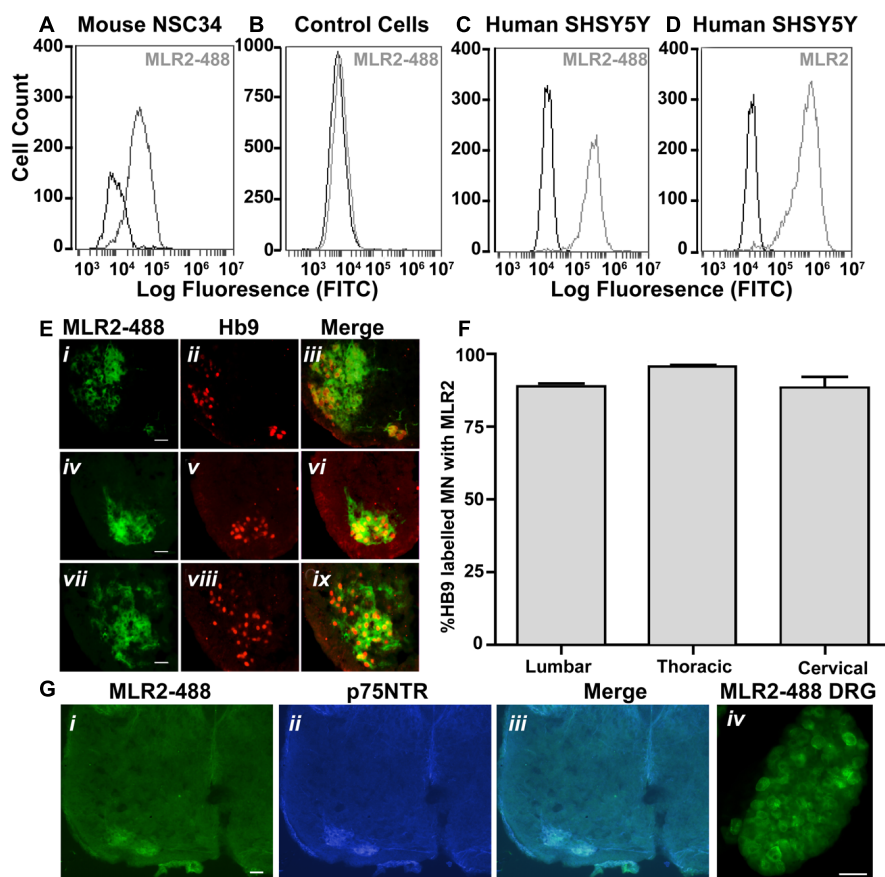 A Mouse NSC34
B Control Cells
C Human SHSY5Y
D Human SHSY5Y
Cell Count
400
300
200
100
0
MLR2-488
10³ 10⁴ 10⁵ 10⁶ 10⁷
1000
750
500
250
0
MLR2-488
10³ 10⁴ 10⁵ 10⁶ 10⁷
400
300
200
100
0
MLR2-488
10³ 10⁴ 10⁵ 10⁶ 10⁷
400
300
200
100
0
MLR2
10³ 10⁴ 10⁵ 10⁶ 10⁷
Log Fluoresence (FITC)
Log Fluoresence (FITC)
E MLR2-488 Hb9 Merge
i ii iii
iv v vi
vii viii ix
F
%HB9 labelled MN with MLR2
100
75
50
25
0
Lumbar Thoracic Cervical
G MLR2-488 p75NTR Merge MLR2-488 DRG
i ii iii iv